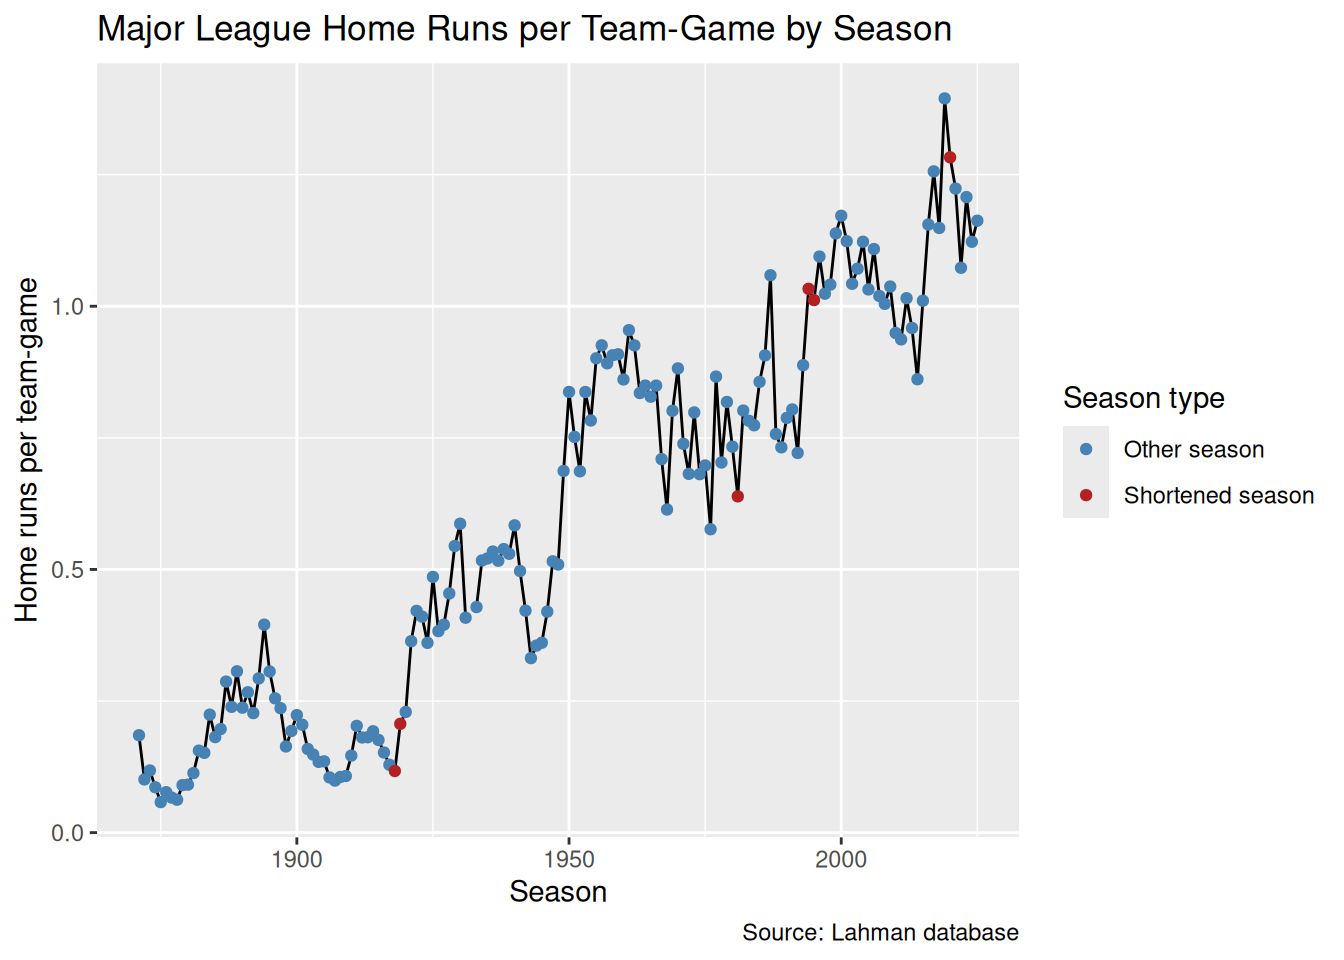 Major League Home Runs per Team-Game by Season
Home runs per team-game
1.0
0.5
0.0
1900
1950
2000
Season
Season type
Other season
Shortened season
Source: Lahman database